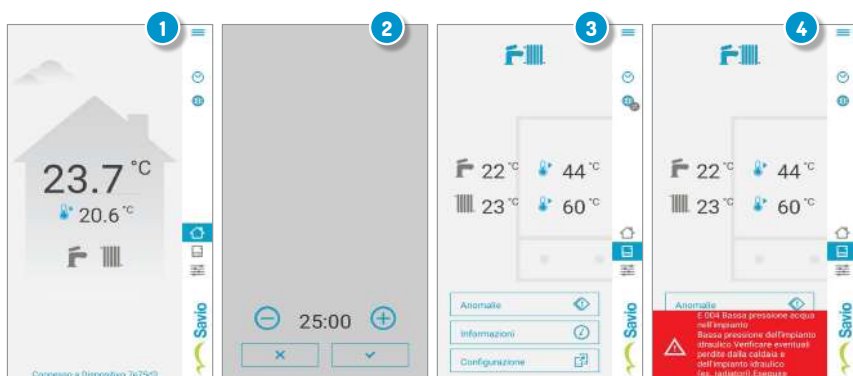 1
23.7 °C
20.6 °C
Savio
Connesso a Dispositivo 7e75d3
2
25:00
3
22 °C 44 °C
23 °C 60 °C
Anomalie
Informazioni
Configurazione
Savio
4
22 °C 44 °C
23 °C 60 °C
Anomalie
E 004 Bassa pressione acqua
nell'impianto
Bassa pressione dell'impianto
idraulico Verificare eventuali
perdite dalla caldaia e
dell'impianto idraulico
(es. radiatori) Eseguire
Savio